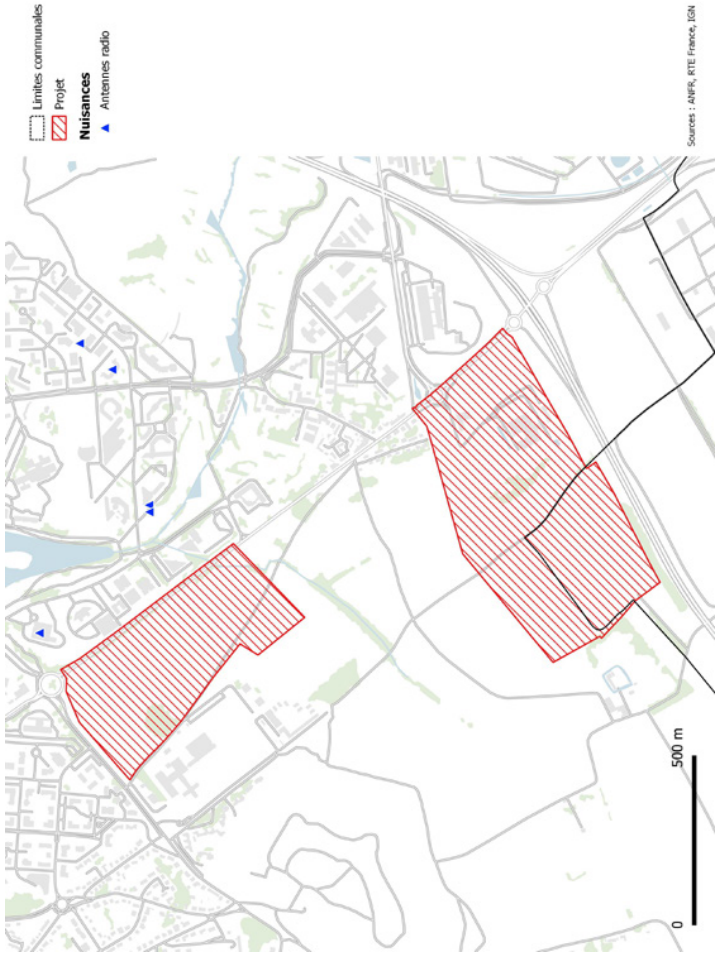 Limites communales
Projet
Nuisances
Antennes radio
Sources : ANFR, RTE France, IGN
0
500 m